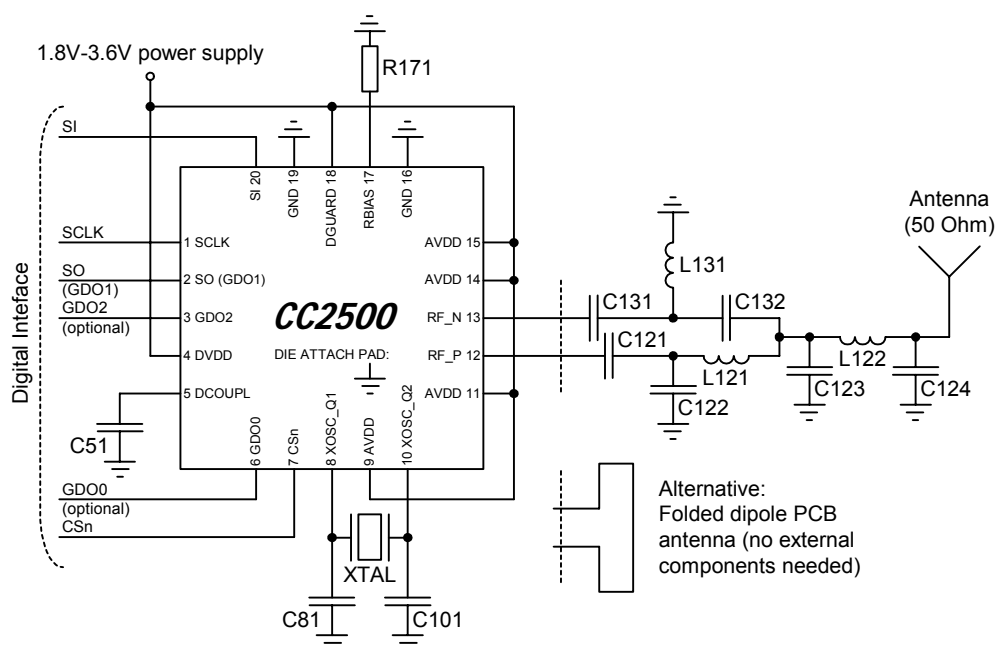 1.8V-3.6V power supply
R171
SI
SI 20
GND 19
DGUARD 18
RBIAS 17
GND 16
Antenna
(50 Ohm)
SCLK
1 SCLK
AVDD 15
SO
(GDO1)
2 SO (GDO1)
AVDD 14
L131
GDO2
(optional)
3 GDO2
CC2500
RF_N 13
C131
C132
4 DVDD
DIE ATTACH PAD:
RF_P 12
C121
L121
L122
C123
C124
C122
5 DCOUPL
AVDD 11
Digital Inteface
C51
6 GDO0
7 CSn
8 XOSC_Q1
9 AVDD
10 XOSC_Q2
GDO0
(optional)
CSn
XTAL
C81
C101
Alternative:
Folded dipole PCB
antenna (no external
components needed)